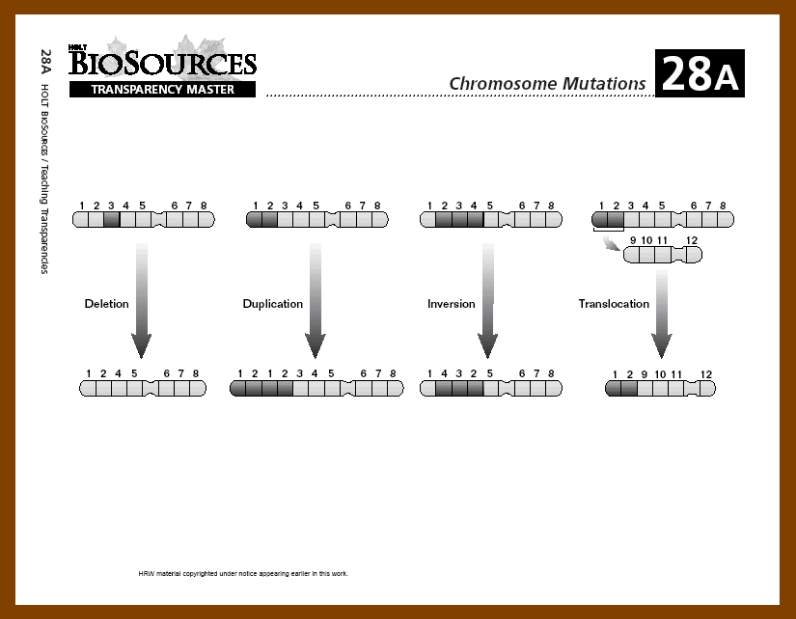 28A HOLT BIOSOURCES / Teaching Transparencies
HOLT
BIOSOURCES
TRANSPARENCY MASTER
Chromosome Mutations 28A
1 2 3 4 5 6 7 8
1 2 3 4 5 6 7 8
1 2 3 4 5 6 7 8
1 2 3 4 5 6 7 8
9 10 11 12
Deletion
Duplication
Inversion
Translocation
1 2 4 5 6 7 8
1 2 1 2 3 4 5 6 7 8
1 4 3 2 5 6 7 8
1 2 9 10 11 12
HRW material copyrighted under notice appearing earlier in this work.